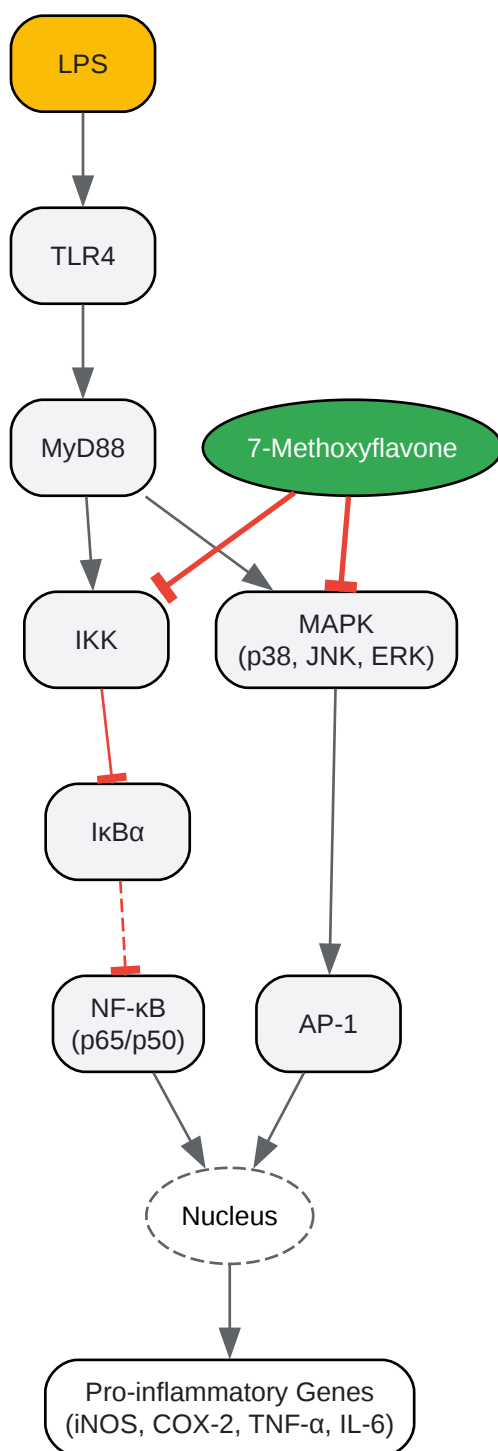 LPS
TLR4
MyD88
7-Methoxyflavone
IKK
MAPK
(p38, JNK, ERK)
IκBα
NF-κB
(p65/p50)
AP-1
Nucleus
Pro-inflammatory Genes
(iNOS, COX-2, TNF-α, IL-6)